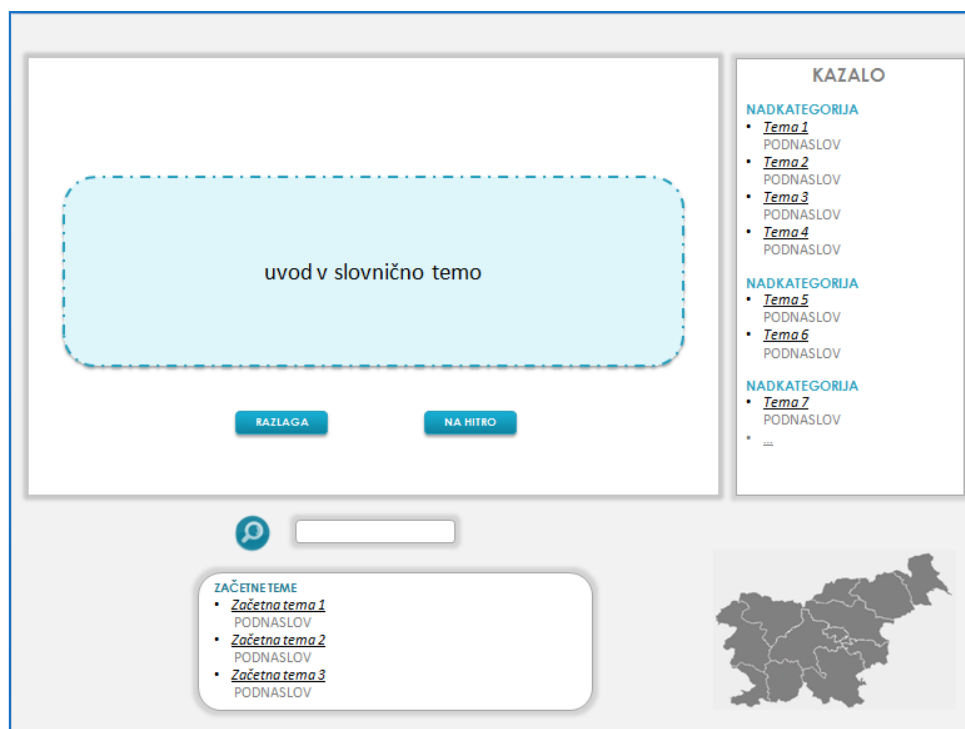 uvod v slovnično temo
RAZLAGA
NA HITRO
KAZALO
NADKATEGORIJA
• Tema 1
PODNASLOV
• Tema 2
PODNASLOV
• Tema 3
PODNASLOV
• Tema 4
PODNASLOV
NADKATEGORIJA
• Tema 5
PODNASLOV
• Tema 6
PODNASLOV
NADKATEGORIJA
• Tema 7
PODNASLOV
• ...
ZAČETNE TEME
• Začetna tema 1
PODNASLOV
• Začetna tema 2
PODNASLOV
• Začetna tema 3
PODNASLOV